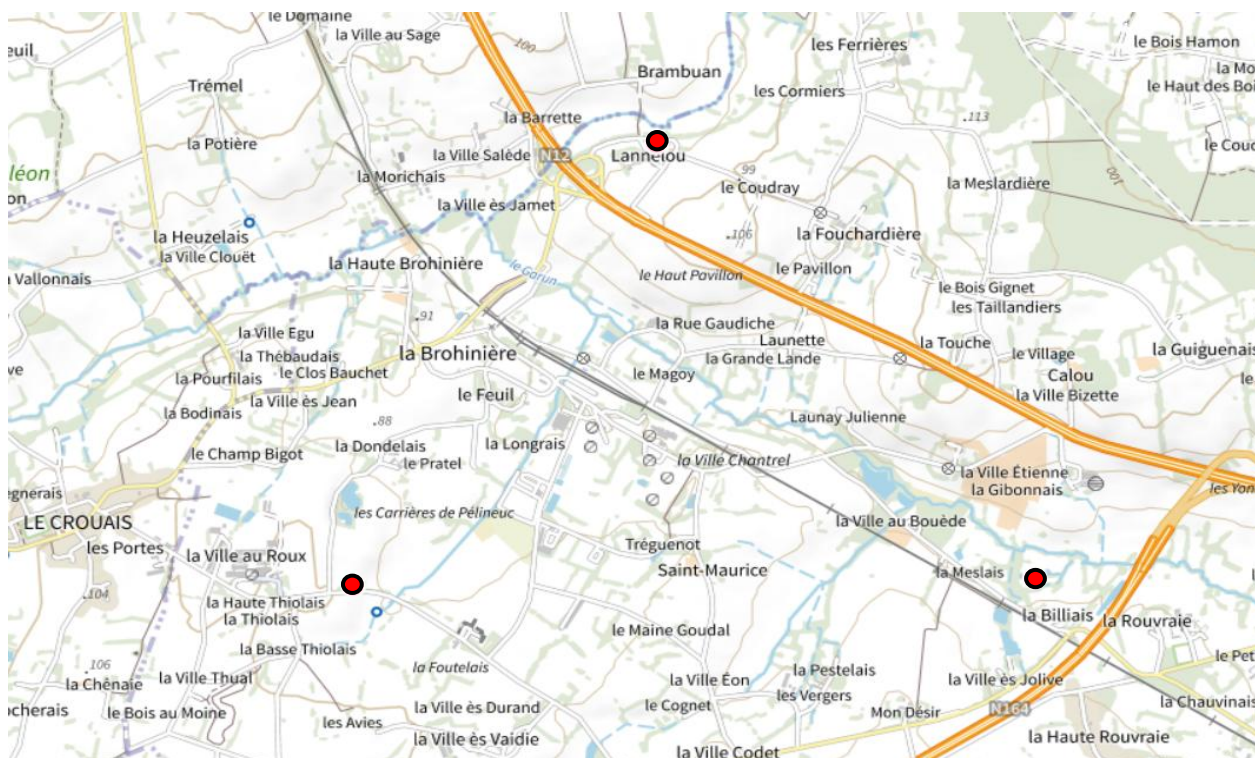 le Domaine
la Ville au Sage
100
les Ferrières
le Bois Hamon
euil
Brambuan
Trémel
les Cormiers
le Haut des Boi
la Barrette
113
la Potière
N12
la Ville Salède
Lannelou
le Coudray
99
la Morichais
la Meslardière
100
la Ville ès Jamet
la Heuzelais
106
la Fouchardière
la Ville Clouët
la Haute Brohinière
le Garun
le Haut Pavillon
le Pavillon
Vallonnais
le Bois Gignet
les Taillandiers
91
la Ville Egu
la Rue Gaudiche
Launette
la Touche
la Thébaudais
la Brohinière
la Grande Lande
le Village
la Guiguenais
le Clos Bauchet
la Pourfilais
le Magoy
Calou
la Ville ès Jean
le Feuil
la Ville Bizette
la Bodinais
88
Launay Julienne
la Dondelais
la Longrais
le Champ Bigot
le Pratel
la Ville Chantrel
la Ville Étienne
la Gibonnais
les Yon
egnerais
LE CROUAIS
les Carrières de Pélineuc
la Ville au Bouède
les Portes
la Ville au Roux
Tréguenot
Saint-Maurice
la Meslais
104
la Haute Thiolais
la Thiolais
la Billiais
la Rouvraie
le Maine Goudal
la Basse Thiolais
106
la Foutelais
la Pestelais
le Pet
la Chênaie
la Ville Thual
la Ville Éon
les Vergers
la Ville ès Jolive
la Chauvinais
ocherais
le Bois au Moine
les Avies
la Ville ès Durand
le Cognet
Mon Désir
N164
la Ville ès Vaidie
la Haute Rouvraie
la Ville Codet